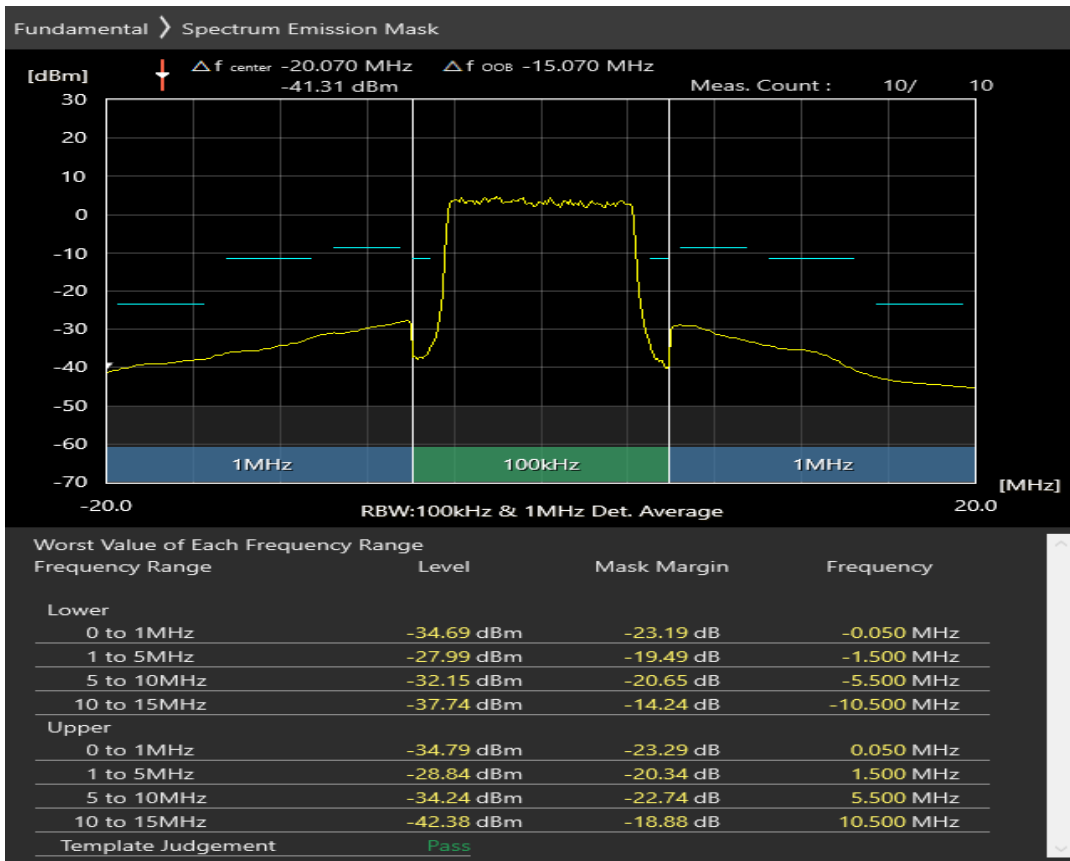 Fundamental ❯ Spectrum Emission Mask
[dBm] △f center -20.070 MHz △f OOB -15.070 MHz
-41.31 dBm Meas. Count : 10/ 10
30
20
10
0
-10
-20
-30
-40
-50
-60
1MHz 100kHz 1MHz
-70
[MHz]
-20.0 RBW:100kHz & 1MHz Det. Average 20.0
Worst Value of Each Frequency Range
Frequency Range Level Mask Margin Frequency
Lower
0 to 1MHz -34.69 dBm -23.19 dB -0.050 MHz
1 to 5MHz -27.99 dBm -19.49 dB -1.500 MHz
5 to 10MHz -32.15 dBm -20.65 dB -5.500 MHz
10 to 15MHz -37.74 dBm -14.24 dB -10.500 MHz
Upper
0 to 1MHz -34.79 dBm -23.29 dB 0.050 MHz
1 to 5MHz -28.84 dBm -20.34 dB 1.500 MHz
5 to 10MHz -34.24 dBm -22.74 dB 5.500 MHz
10 to 15MHz -42.38 dBm -18.88 dB 10.500 MHz
Template Judgement Pass